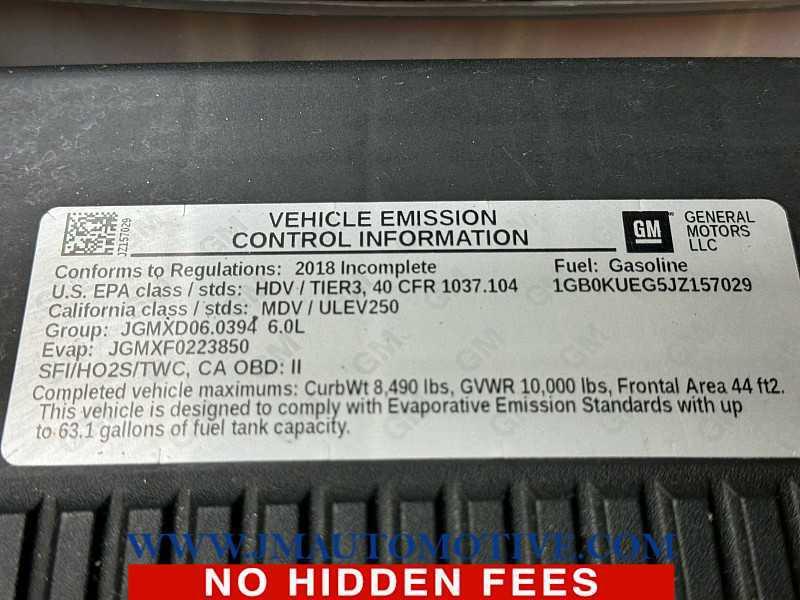 JZ157029
VEHICLE EMISSION
CONTROL INFORMATION
GM
GENERAL
MOTORS
LLC
Conforms to Regulations: 2018 Incomplete
Fuel: Gasoline
U.S. EPA class / stds: HDV / TIER3, 40 CFR 1037.104
1GB0KUEG5JZ157029
California class / stds: MDV / ULEV250
Group: JGMXD06.0394 6.0L
Evap: JGMXF0223850
SFI/HO2S/TWC, CA OBD: II
Completed vehicle maximums: CurbWt 8,490 lbs, GVWR 10,000 lbs, Frontal Area 44 ft2.
This vehicle is designed to comply with Evaporative Emission Standards with up
to 63.1 gallons of fuel tank capacity.
WWW.JMAUTOMOTIVE.COM
NO HIDDEN FEES